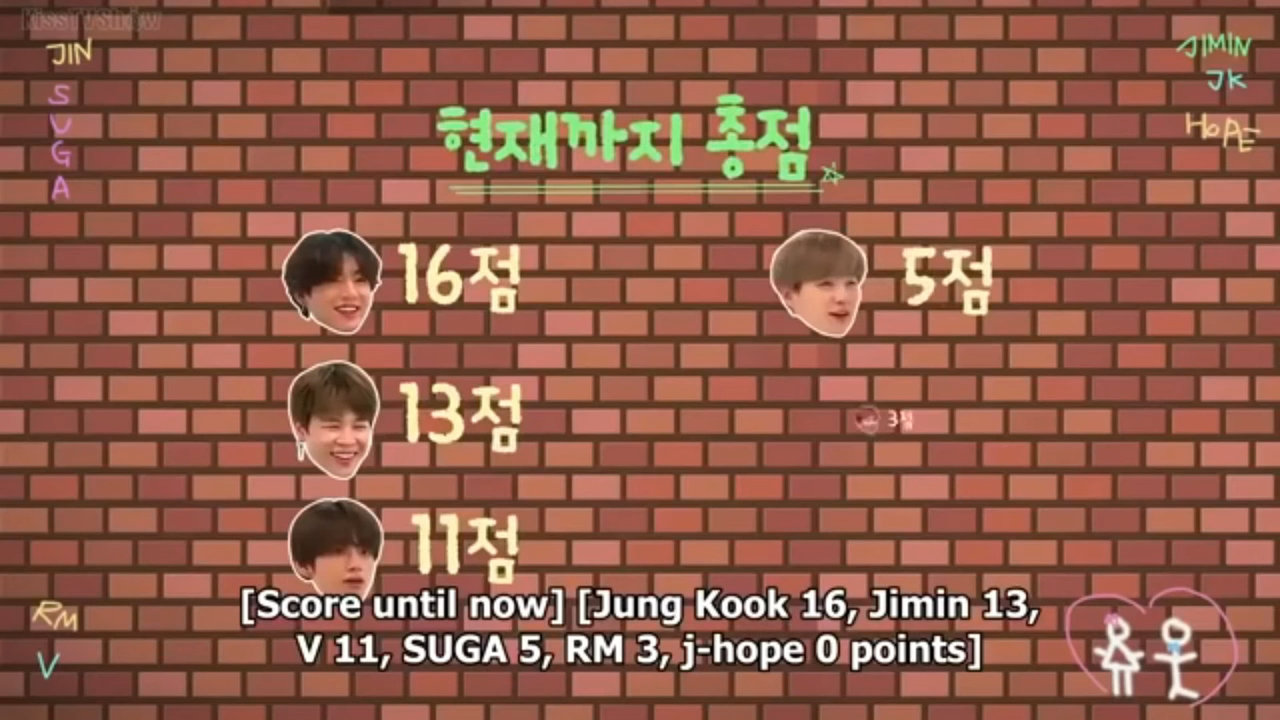 KissTVShow
JIN
SUGA
JIMIN
JK
HOPE
현재까지 총점
16점
5점
13점
3점
11점
[Score until now] [Jung Kook 16, Jimin 13,
V 11, SUGA 5, RM 3, j-hope 0 points]
RM
V